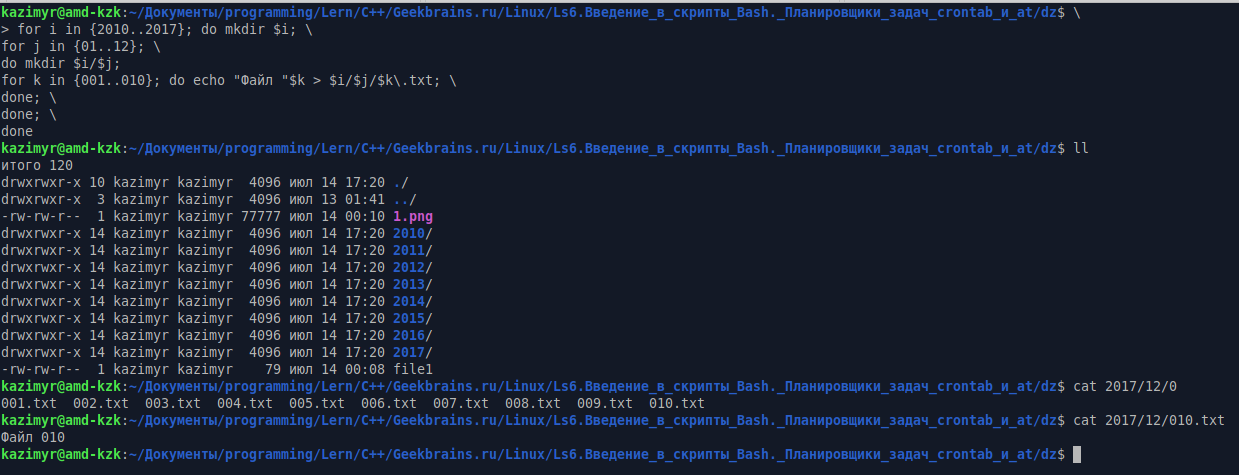 kazimyr@amd-kzk:~/Документы/programming/Lern/C++/Geekbrains.ru/Linux/Ls6.Введение_в_скрипты_Bash._Планировщики_задач_crontab_и_at/dz$ \
> for i in {2010..2017}; do mkdir $i; \
for j in {01..12}; \
do mkdir $i/$j;
for k in {001..010}; do echo "Файл "$k > $i/$j/$k\.txt; \
done; \
done; \
done
kazimyr@amd-kzk:~/Документы/programming/Lern/C++/Geekbrains.ru/Linux/Ls6.Введение_в_скрипты_Bash._Планировщики_задач_crontab_и_at/dz$ ll
итого 120
drwxrwxr-x 10 kazimyr kazimyr  4096 июл 14 17:20 ./
drwxrwxr-x  3 kazimyr kazimyr  4096 июл 13 01:41 ../
-rw-rw-r--  1 kazimyr kazimyr 77777 июл 14 00:10 1.png
drwxrwxr-x 14 kazimyr kazimyr  4096 июл 14 17:20 2010/
drwxrwxr-x 14 kazimyr kazimyr  4096 июл 14 17:20 2011/
drwxrwxr-x 14 kazimyr kazimyr  4096 июл 14 17:20 2012/
drwxrwxr-x 14 kazimyr kazimyr  4096 июл 14 17:20 2013/
drwxrwxr-x 14 kazimyr kazimyr  4096 июл 14 17:20 2014/
drwxrwxr-x 14 kazimyr kazimyr  4096 июл 14 17:20 2015/
drwxrwxr-x 14 kazimyr kazimyr  4096 июл 14 17:20 2016/
drwxrwxr-x 14 kazimyr kazimyr  4096 июл 14 17:20 2017/
-rw-rw-r--  1 kazimyr kazimyr    79 июл 14 00:08 file1
kazimyr@amd-kzk:~/Документы/programming/Lern/C++/Geekbrains.ru/Linux/Ls6.Введение_в_скрипты_Bash._Планировщики_задач_crontab_и_at/dz$ cat 2017/12/0
001.txt  002.txt  003.txt  004.txt  005.txt  006.txt  007.txt  008.txt  009.txt  010.txt
kazimyr@amd-kzk:~/Документы/programming/Lern/C++/Geekbrains.ru/Linux/Ls6.Введение_в_скрипты_Bash._Планировщики_задач_crontab_и_at/dz$ cat 2017/12/010.txt
Файл 010
kazimyr@amd-kzk:~/Документы/programming/Lern/C++/Geekbrains.ru/Linux/Ls6.Введение_в_скрипты_Bash._Планировщики_задач_crontab_и_at/dz$